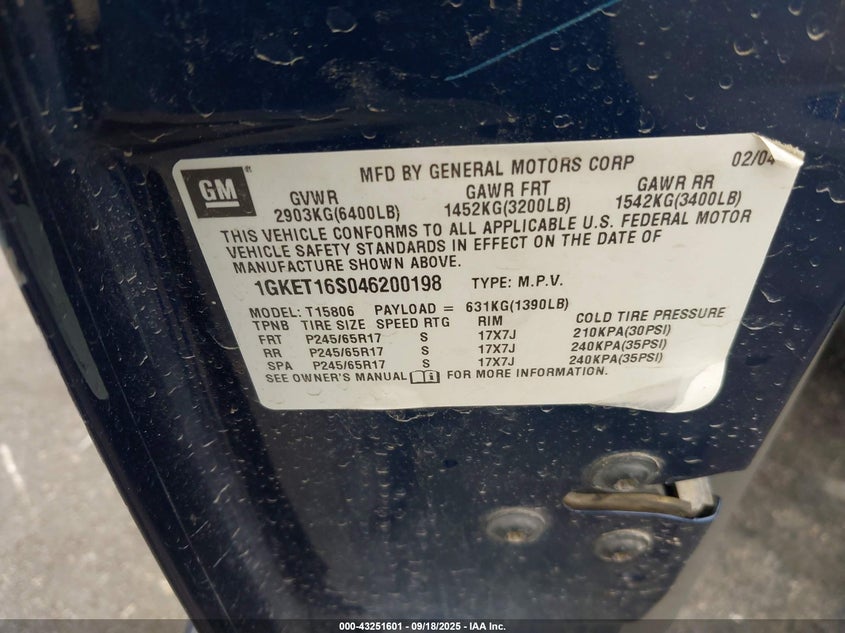 GM
MFD BY GENERAL MOTORS CORP 02/04
GVWR GAWR FRT GAWR RR
2903KG(6400LB) 1452KG(3200LB) 1542KG(3400LB)
THIS VEHICLE CONFORMS TO ALL APPLICABLE U.S. FEDERAL MOTOR
VEHICLE SAFETY STANDARDS IN EFFECT ON THE DATE OF
MANUFACTURE SHOWN ABOVE.
1GKET16S046200198 TYPE: M.P.V.
MODEL: T15806 PAYLOAD = 631KG(1390LB)
TPNB TIRE SIZE SPEED RTG RIM COLD TIRE PRESSURE
FRT P245/65R17 S 17X7J 210KPA(30PSI)
RR P245/65R17 S 17X7J 240KPA(35PSI)
SPA P245/65R17 S 17X7J 240KPA(35PSI)
SEE OWNER'S MANUAL FOR MORE INFORMATION.
000-43251601 - 09/18/2025 - IAA Inc.